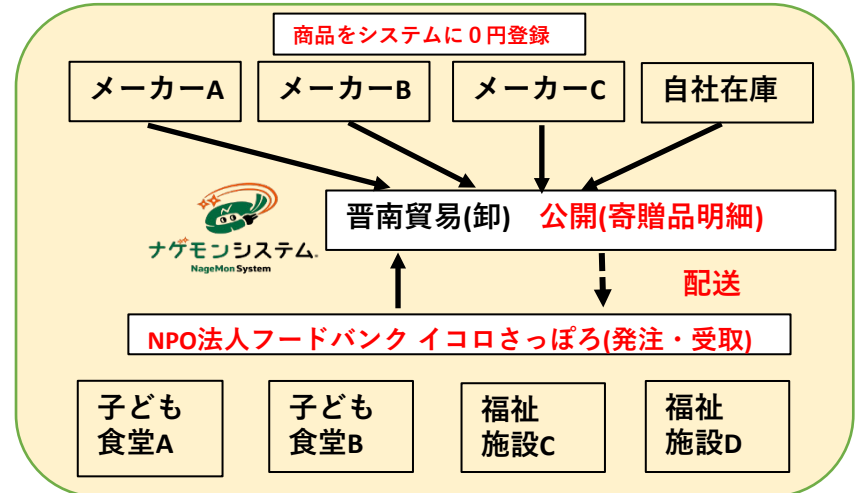 商品をシステムに０円登録
メーカーA
メーカーB
メーカーC
自社在庫
晋南貿易(卸) 公開(寄贈品明細)
ナゲモンシステム.
NageMon System
配送
NPO法人フードバンク イコロさっぽろ(発注・受取)
子ども
食堂A
子ども
食堂B
福祉
施設C
福祉
施設D